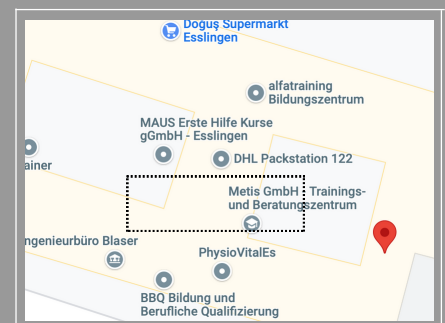 Doğuş Supermarkt
Esslingen
alfatraining
Bildungszentrum
MAUS Erste Hilfe Kurse
gGmbH - Esslingen
DHL Packstation 122
ainer
Metis GmbH - Trainings-
und Beratungszentrum
ngenieurbüro Blaser
PhysioVitalEs
BBQ Bildung und
Berufliche Qualifizierung